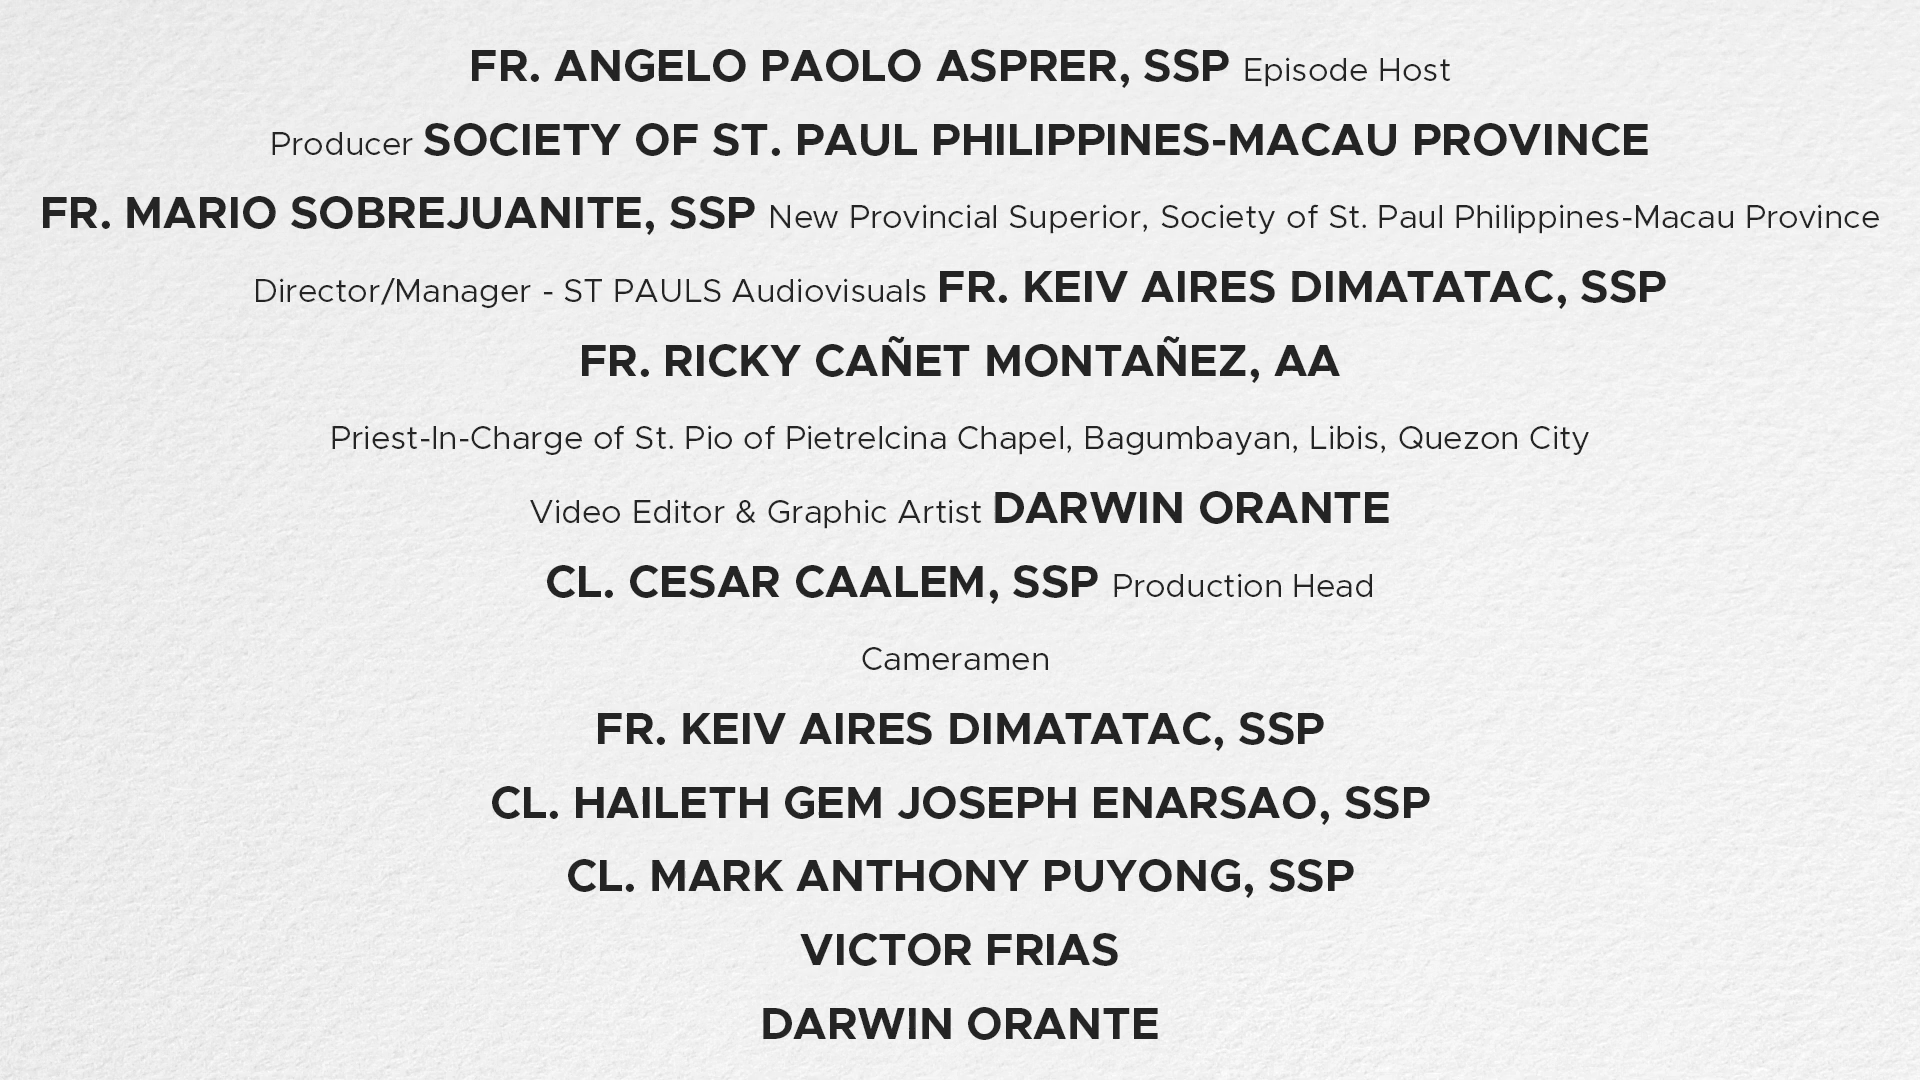 FR. ANGELO PAOLO ASPRER, SSP Episode Host
Producer SOCIETY OF ST. PAUL PHILIPPINES-MACAU PROVINCE
FR. MARIO SOBREJUANITE, SSP New Provincial Superior, Society of St. Paul Philippines-Macau Province
Director/Manager - ST PAULS Audiovisuals FR. KEIV AIRES DIMATATAC, SSP
FR. RICKY CAÑET MONTAÑEZ, AA
Priest-In-Charge of St. Pio of Pietrelcina Chapel, Bagumbayan, Libis, Quezon City
Video Editor & Graphic Artist DARWIN ORANTE
CL. CESAR CAALEM, SSP Production Head
Cameramen
FR. KEIV AIRES DIMATATAC, SSP
CL. HAILETH GEM JOSEPH ENARSAO, SSP
CL. MARK ANTHONY PUYONG, SSP
VICTOR FRIAS
DARWIN ORANTE